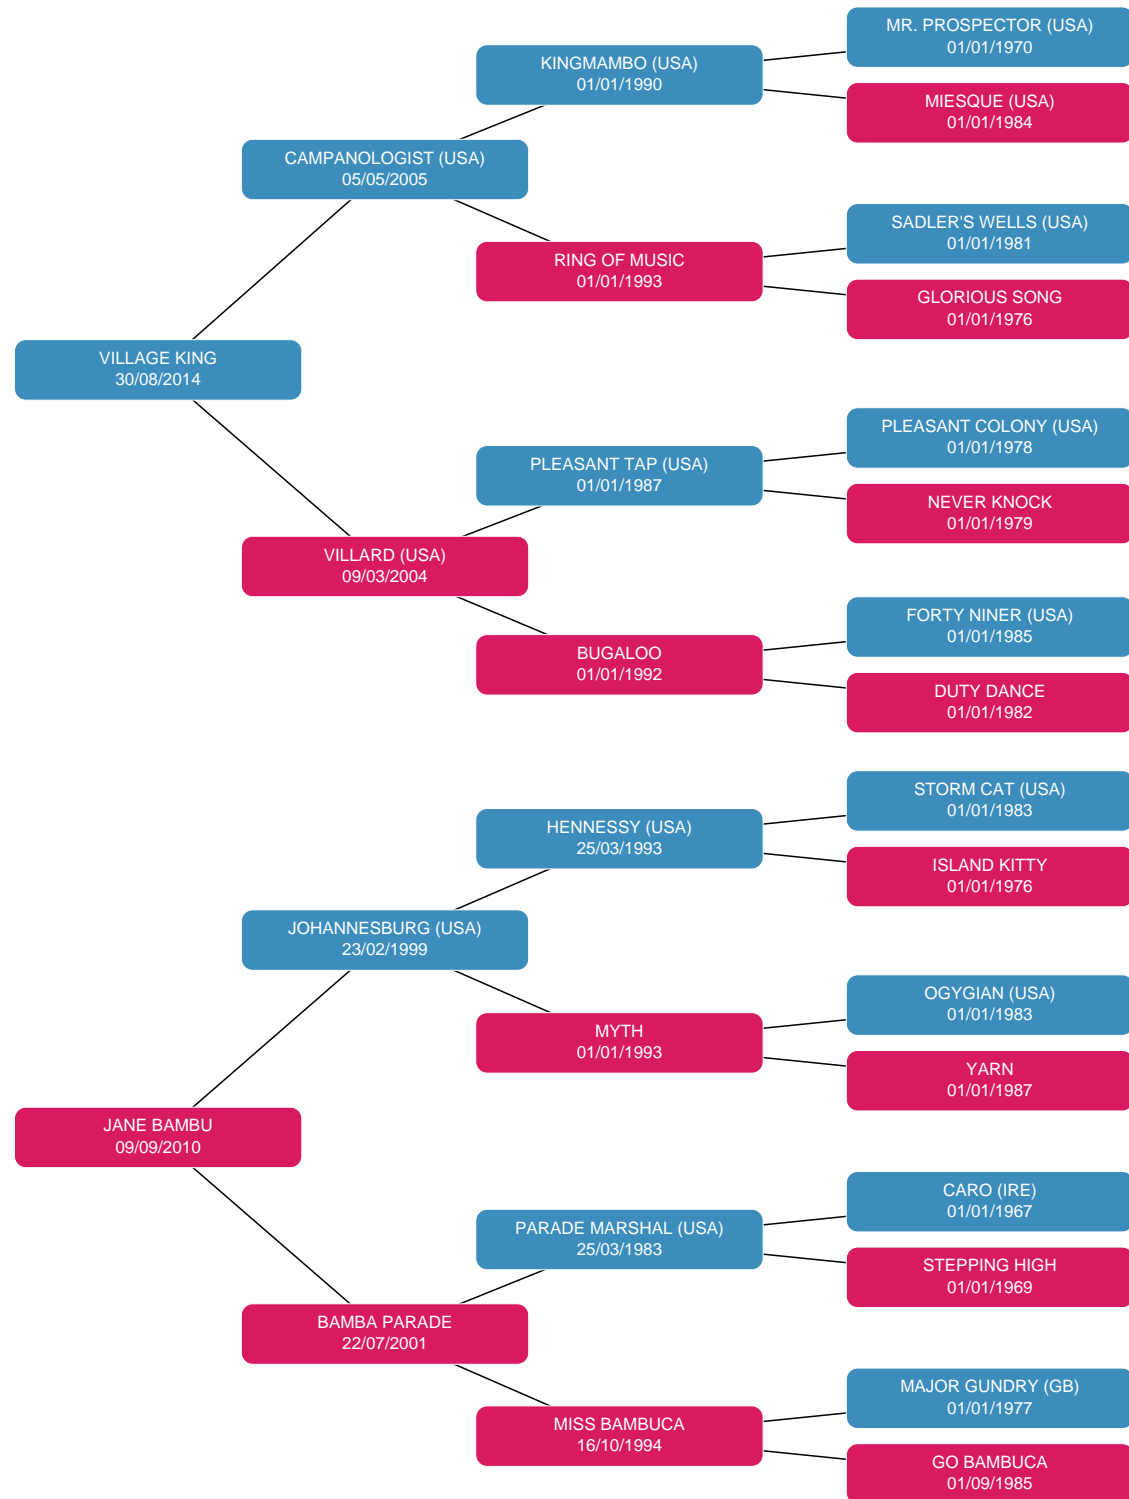 MR. PROSPECTOR (USA)
01/01/1970
KINGMAMBO (USA)
01/01/1990
MIESQUE (USA)
01/01/1984
CAMPANOLOGIST (USA)
05/05/2005
SADLER'S WELLS (USA)
01/01/1981
RING OF MUSIC
01/01/1993
GLORIOUS SONG
01/01/1976
VILLAGE KING
30/08/2014
PLEASANT COLONY (USA)
01/01/1978
PLEASANT TAP (USA)
01/01/1987
NEVER KNOCK
01/01/1979
VILLARD (USA)
09/03/2004
FORTY NINER (USA)
01/01/1985
BUGALOO
01/01/1992
DUTY DANCE
01/01/1982
STORM CAT (USA)
01/01/1983
HENNESSY (USA)
25/03/1993
ISLAND KITTY
01/01/1976
JOHANNESBURG (USA)
23/02/1999
OGYGIAN (USA)
01/01/1983
MYTH
01/01/1993
YARN
01/01/1987
JANE BAMBU
09/09/2010
CARO (IRE)
01/01/1967
PARADE MARSHAL (USA)
25/03/1983
STEPPING HIGH
01/01/1969
BAMBA PARADE
22/07/2001
MAJOR GUNDRY (GB)
01/01/1977
MISS BAMBUCA
16/10/1994
GO BAMBUCA
01/09/1985